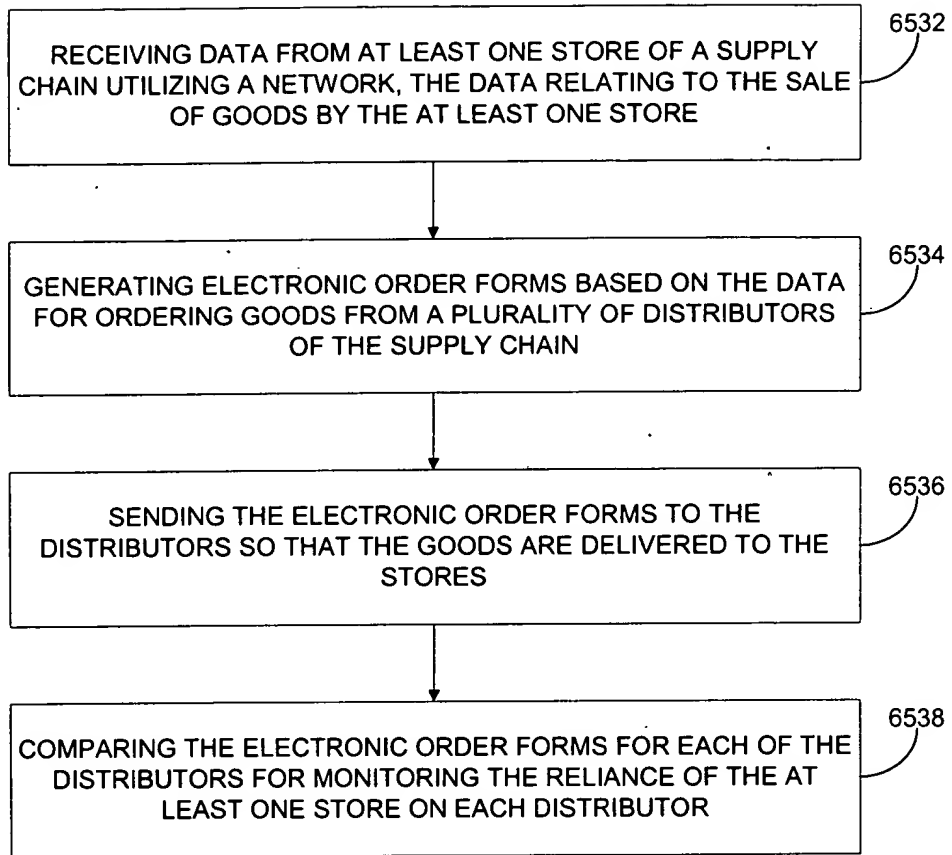 RECEIVING DATA FROM AT LEAST ONE STORE OF A SUPPLY
CHAIN UTILIZING A NETWORK, THE DATA RELATING TO THE SALE
OF GOODS BY THE AT LEAST ONE STORE
6532
GENERATING ELECTRONIC ORDER FORMS BASED ON THE DATA
FOR ORDERING GOODS FROM A PLURALITY OF DISTRIBUTORS
OF THE SUPPLY CHAIN
6534
SENDING THE ELECTRONIC ORDER FORMS TO THE
DISTRIBUTORS SO THAT THE GOODS ARE DELIVERED TO THE
STORES
6536
COMPARING THE ELECTRONIC ORDER FORMS FOR EACH OF THE
DISTRIBUTORS FOR MONITORING THE RELIANCE OF THE AT
LEAST ONE STORE ON EACH DISTRIBUTOR
6538